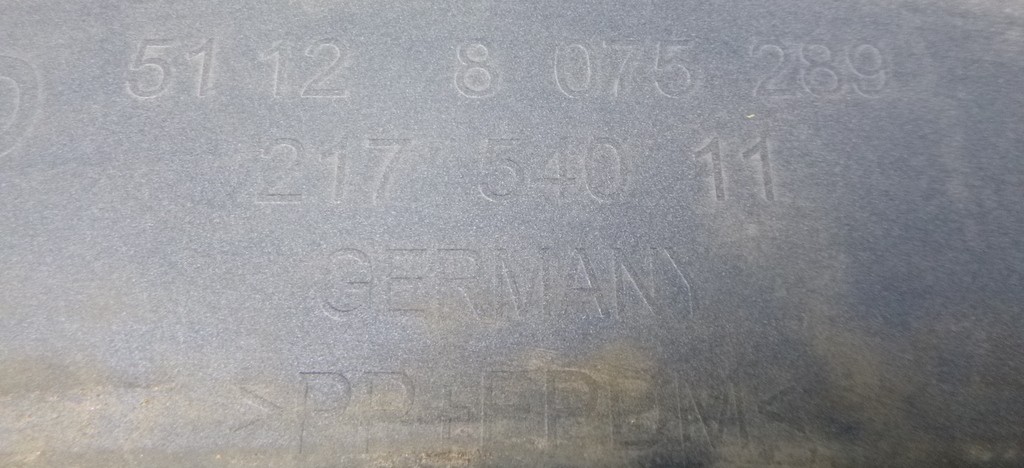 51 12 8 075 289
217 540 11
GERMANY
>PP+EPDM<